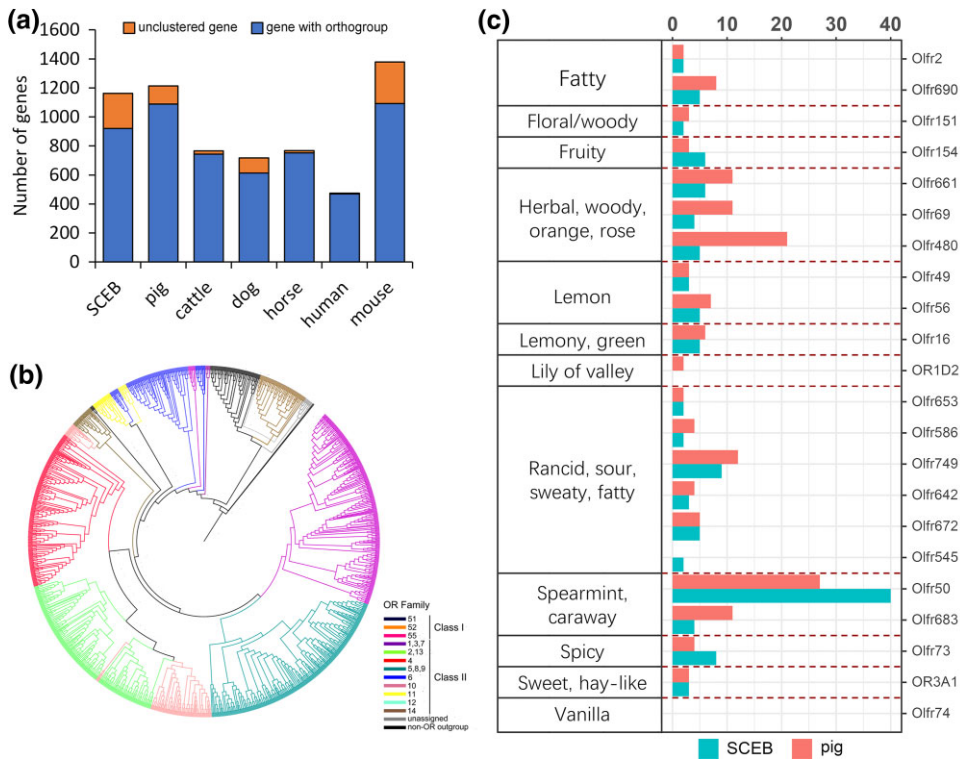 (a)
unclustered gene
gene with orthogroup
Number of genes
1600
1400
1200
1000
800
600
400
200
0
SCEB
pig
cattle
dog
horse
human
mouse
(b)
OR Family
51
52
55
Class I
1,3,7
2,13
4
5,8,9
6
10
11
12
14
Class II
unassigned
non-OR outgroup
(c)
0 10 20 30 40
Fatty
Olfr2
Olfr690
Floral/woody
Olfr151
Fruity
Olfr154
Herbal, woody,
orange, rose
Olfr661
Olfr69
Olfr480
Lemon
Olfr49
Olfr56
Lemony, green
Olfr16
Lily of valley
OR1D2
Rancid, sour,
sweaty, fatty
Olfr653
Olfr586
Olfr749
Olfr642
Olfr672
Olfr545
Spearmint,
caraway
Olfr50
Olfr683
Spicy
Olfr73
Sweet, hay-like
OR3A1
Vanilla
Olfr74
SCEB
pig